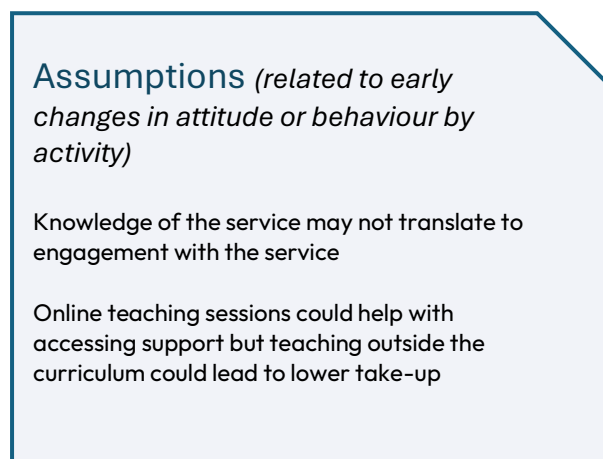 Assumptions (related to early
changes in attitude or behaviour by
activity)
Knowledge of the service may not translate to
engagement with the service
Online teaching sessions could help with
accessing support but teaching outside the
curriculum could lead to lower take-up